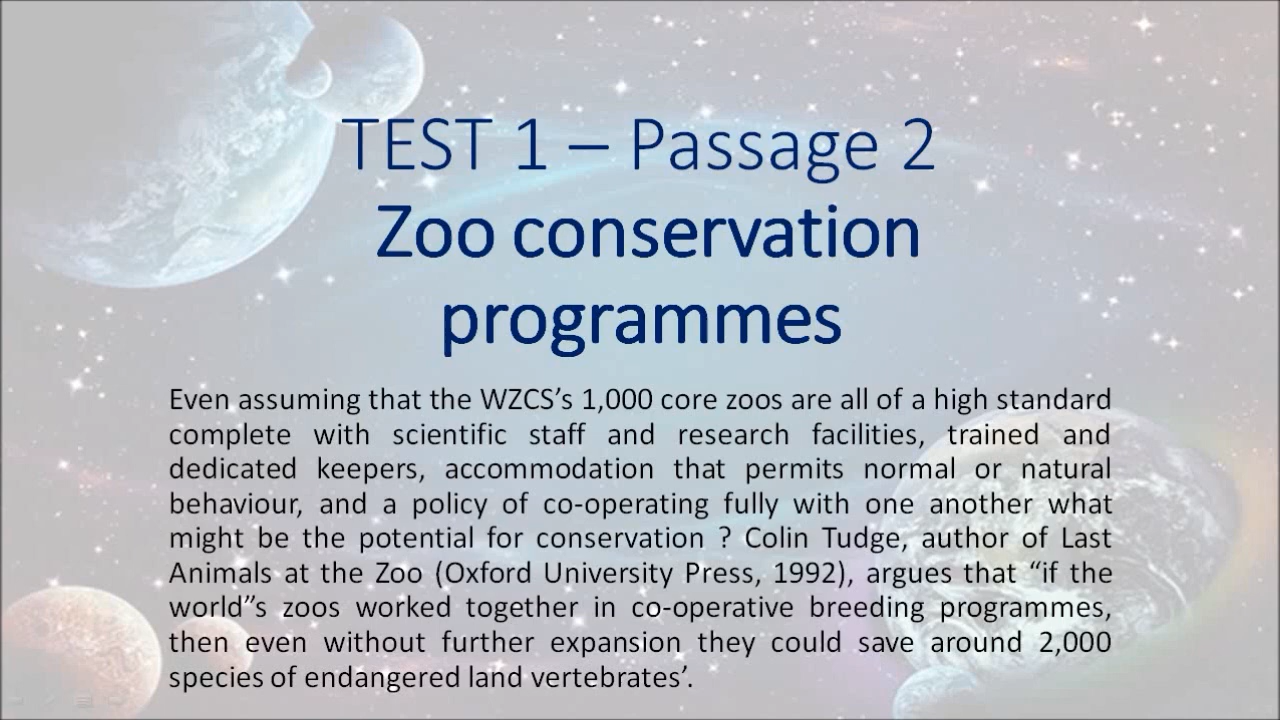 TEST 1 – Passage 2
Zoo conservation
programmes
Even assuming that the WZCS’s 1,000 core zoos are all of a high standard
complete with scientific staff and research facilities, trained and
dedicated keepers, accommodation that permits normal or natural
behaviour, and a policy of co-operating fully with one another what
might be the potential for conservation ? Colin Tudge, author of Last
Animals at the Zoo (Oxford University Press, 1992), argues that “if the
world”s zoos worked together in co-operative breeding programmes,
then even without further expansion they could save around 2,000
species of endangered land vertebrates’.